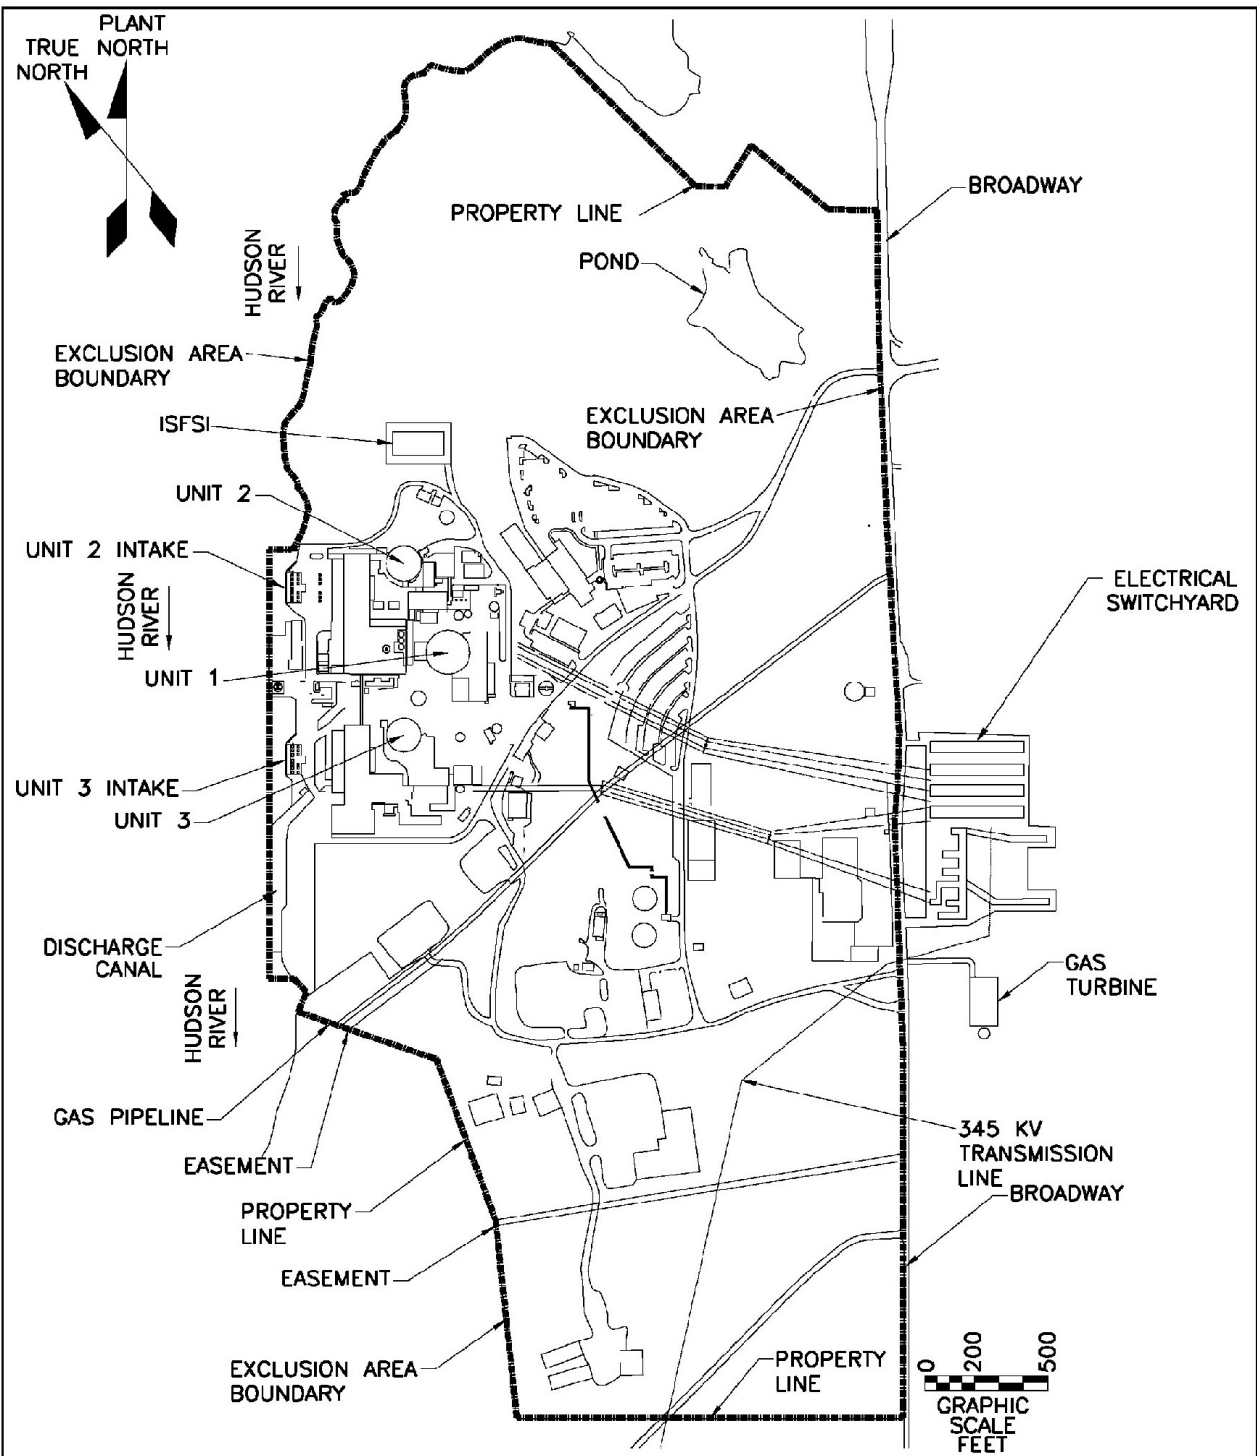 PLANT
NORTH
TRUE
NORTH
BROADWAY
PROPERTY LINE
POND
HUDSON
RIVER
EXCLUSION AREA
BOUNDARY
EXCLUSION AREA
BOUNDARY
ISFSI
UNIT 2
UNIT 2 INTAKE
HUDSON
RIVER
ELECTRICAL
SWITCHYARD
UNIT 1
UNIT 3 INTAKE
UNIT 3
DISCHARGE
CANAL
GAS
TURBINE
HUDSON
RIVER
GAS PIPELINE
345 KV
TRANSMISSION
LINE
EASEMENT
BROADWAY
PROPERTY
LINE
EASEMENT
EXCLUSION AREA
BOUNDARY
PROPERTY
LINE
0 200 500
GRAPHIC
SCALE
FEET